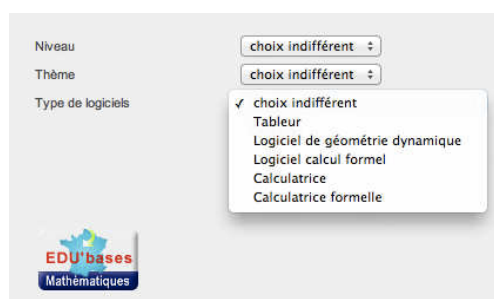 Niveau choix indifférent
Thème choix indifférent
Type de logiciels ✓ choix indifférent
Tableur
Logiciel de géométrie dynamique
Logiciel calcul formel
Calculatrice
Calculatrice formelle
EDU'bases
Mathématiques